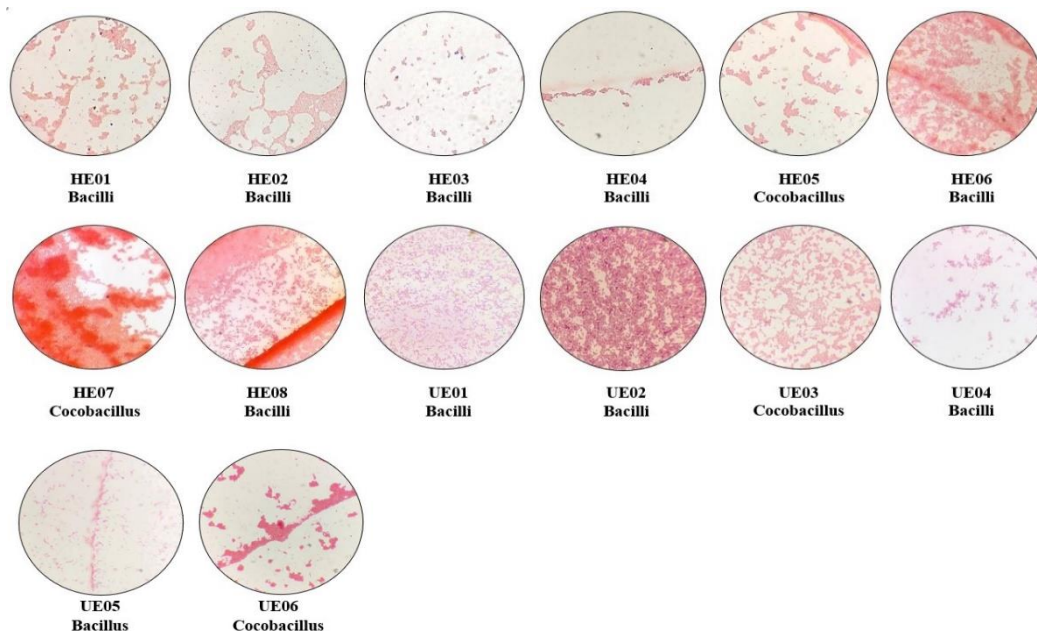 HE01
Bacilli
HE02
Bacilli
HE03
Bacilli
HE04
Bacilli
HE05
Cocobacillus
HE06
Bacilli
HE07
Cocobacillus
HE08
Bacilli
UE01
Bacilli
UE02
Bacilli
UE03
Cocobacillus
UE04
Bacilli
UE05
Bacillus
UE06
Cocobacillus